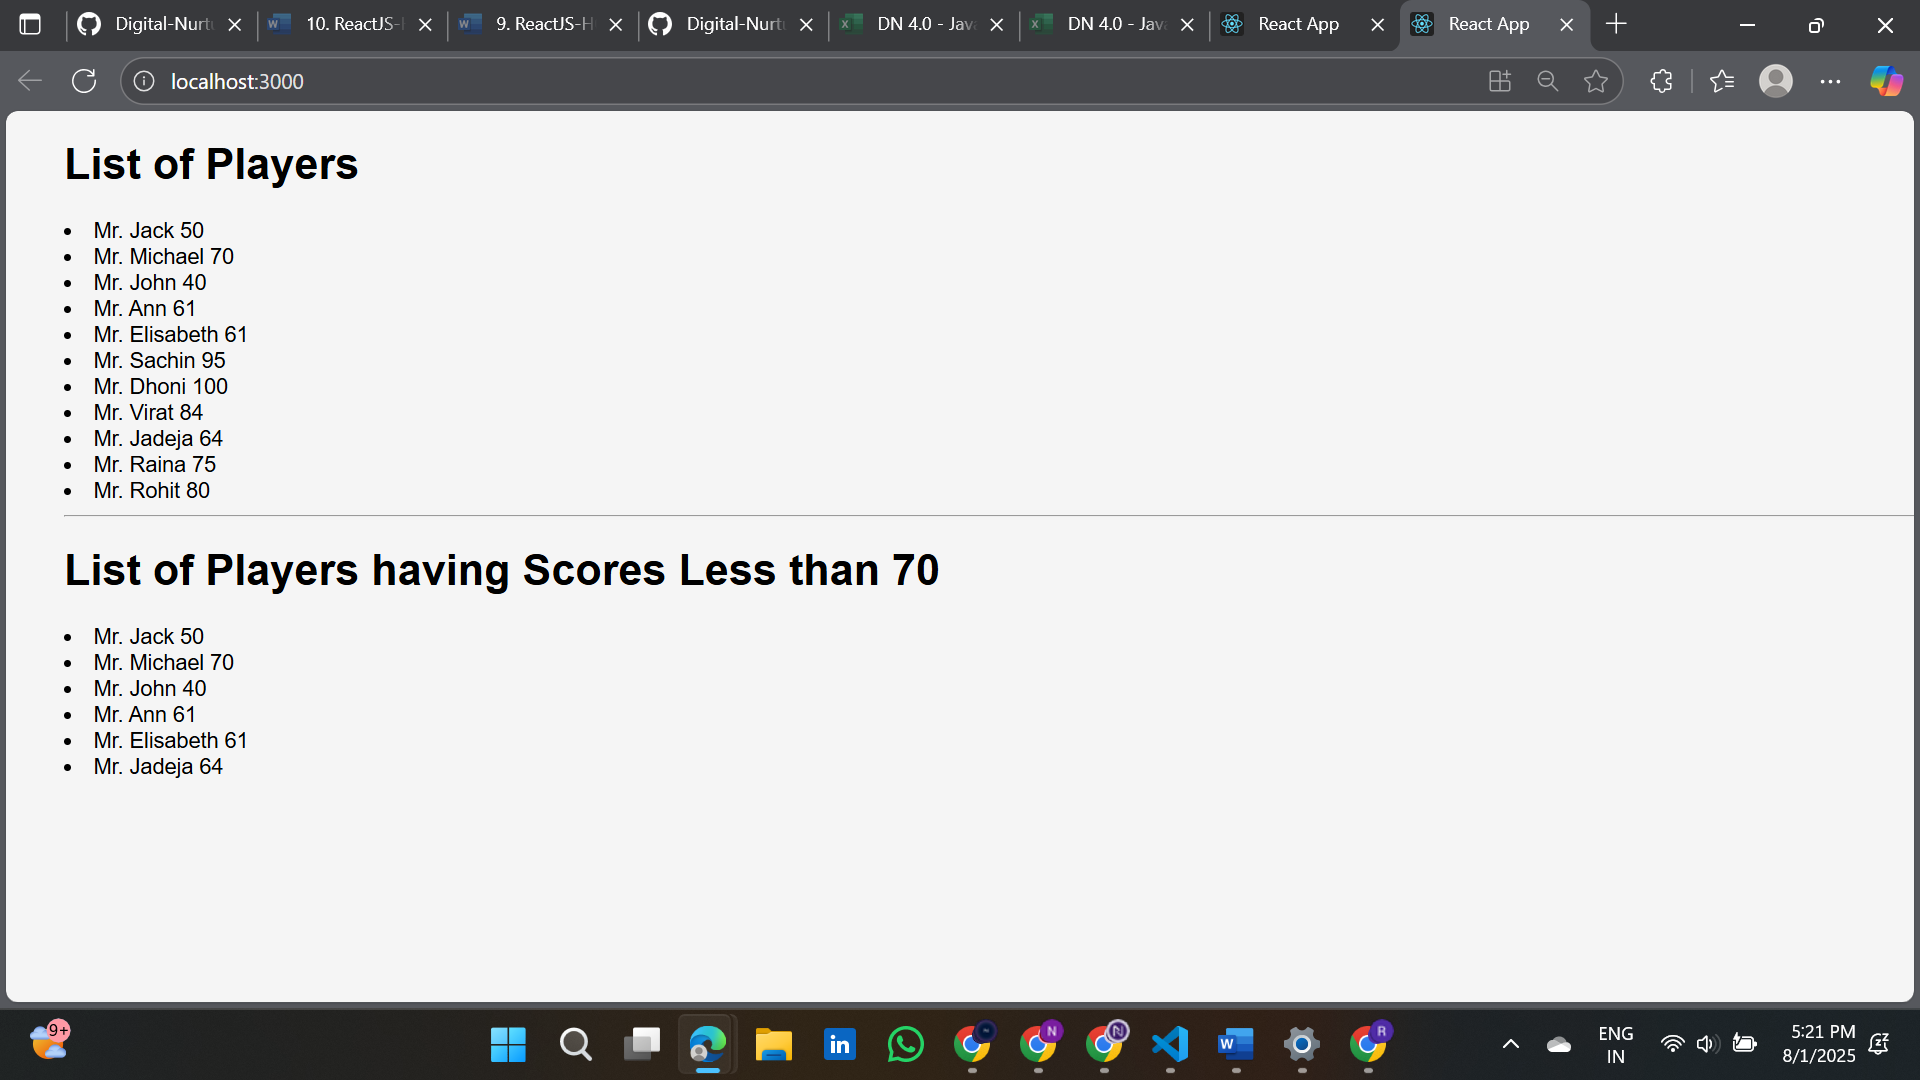 Digital-Nurtu
10. ReactJS-H
9. ReactJS-H
Digital-Nurtu
DN 4.0 - Java
DN 4.0 - Java
React App
React App
localhost:3000
List of Players
Mr. Jack 50
Mr. Michael 70
Mr. John 40
Mr. Ann 61
Mr. Elisabeth 61
Mr. Sachin 95
Mr. Dhoni 100
Mr. Virat 84
Mr. Jadeja 64
Mr. Raina 75
Mr. Rohit 80
List of Players having Scores Less than 70
Mr. Jack 50
Mr. Michael 70
Mr. John 40
Mr. Ann 61
Mr. Elisabeth 61
Mr. Jadeja 64
9+
N
N
R
ENG
IN
5:21 PM
8/1/2025